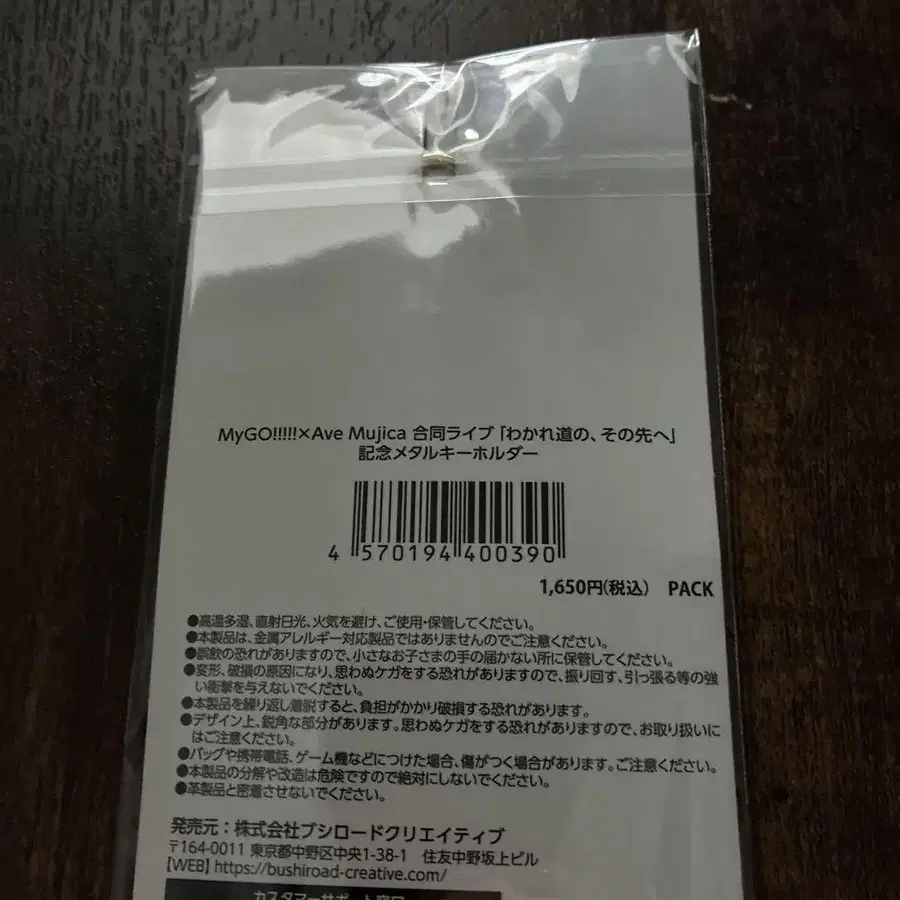 MyGO!!!!!×Ave Mujica 合同ライブ「わかれ道の、その先へ」
記念メタルキーホルダー
4 570194 400390
1,650円(税込) PACK
●高温多湿、直射日光、火気を避け、ご使用・保管してください。
●本製品は、金属アレルギー対応製品ではありませんのでご注意ください。
●誤飲の恐れがありますので、小さなお子さまの手の届かない所に保管してください。
●変形、破損の原因になり、思わぬケガをする恐れがありますので、振り回す、引っ張る等の強
い衝撃を与えないでください。
●本製品を繰り返し着脱すると、負担がかかり破損する恐れがあります。
●デザイン上、鋭角な部分があります。思わぬケガをする恐れがありますので、お取り扱いに
はご注意ください。
●バッグや携帯電話、ゲーム機などにつけた場合、傷がつく場合があります。ご注意ください。
●本製品の分解や改造は危険ですので絶対にしないでください。
●革製品と密着させないでください。
発売元：株式会社ブシロードクリエイティブ
〒164-0011 東京都中野区中央1-38-1 住友中野坂上ビル
【WEB】https://bushiroad-creative.com/
カスタマーサポート窓口